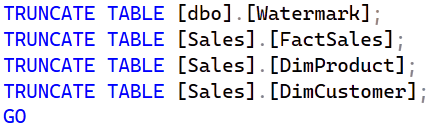 TRUNCATE TABLE [dbo].[Watermark];
TRUNCATE TABLE [Sales].[FactSales];
TRUNCATE TABLE [Sales].[DimProduct];
TRUNCATE TABLE [Sales].[DimCustomer];
GO